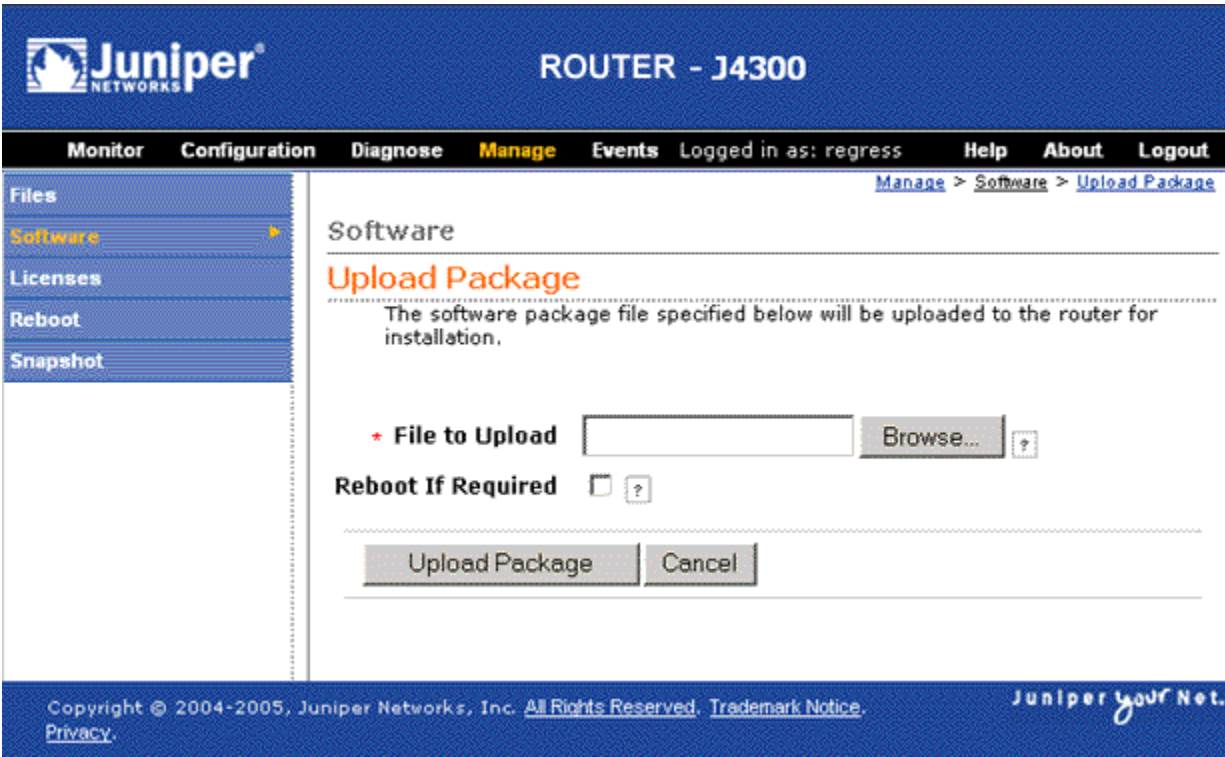 Juniper®
NETWORKS
ROUTER - J4300
Monitor Configuration Diagnose Manage Events Logged in as: regress Help About Logout
Manage > Software > Upload Package
Files
Software
Licenses
Reboot
Snapshot
Software
Upload Package
The software package file specified below will be uploaded to the router for
installation.
* File to Upload Browse... ?
Reboot If Required ?
Upload Package Cancel
Copyright © 2004-2005, Juniper Networks, Inc. All Rights Reserved. Trademark Notice.
Privacy.
Juniper your Net.